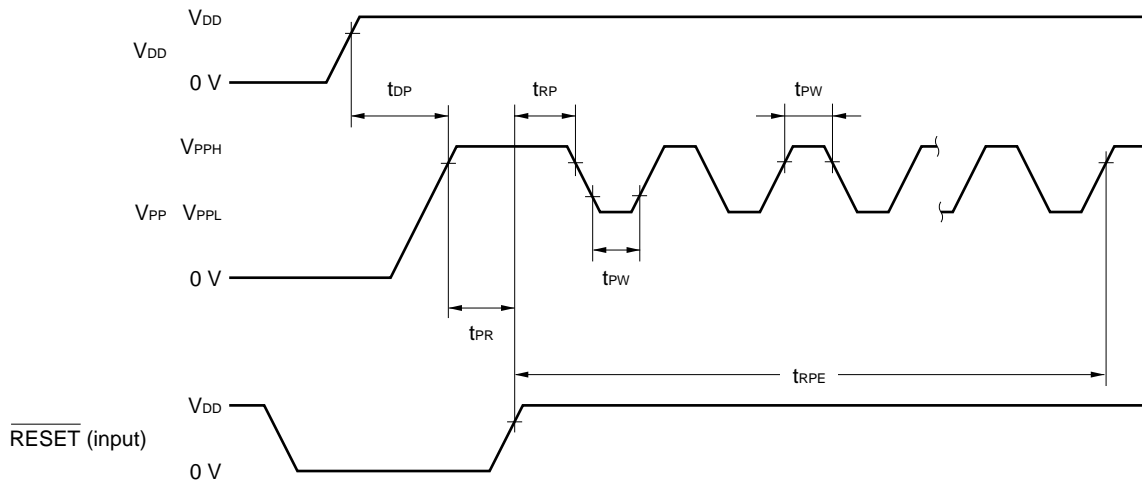 VDD
VDD
0 V
tDP
tRP
tPW
VPPH
VPP VPPL
0 V
tPW
tPR
tRPE
VDD
RESET (input)
0 V